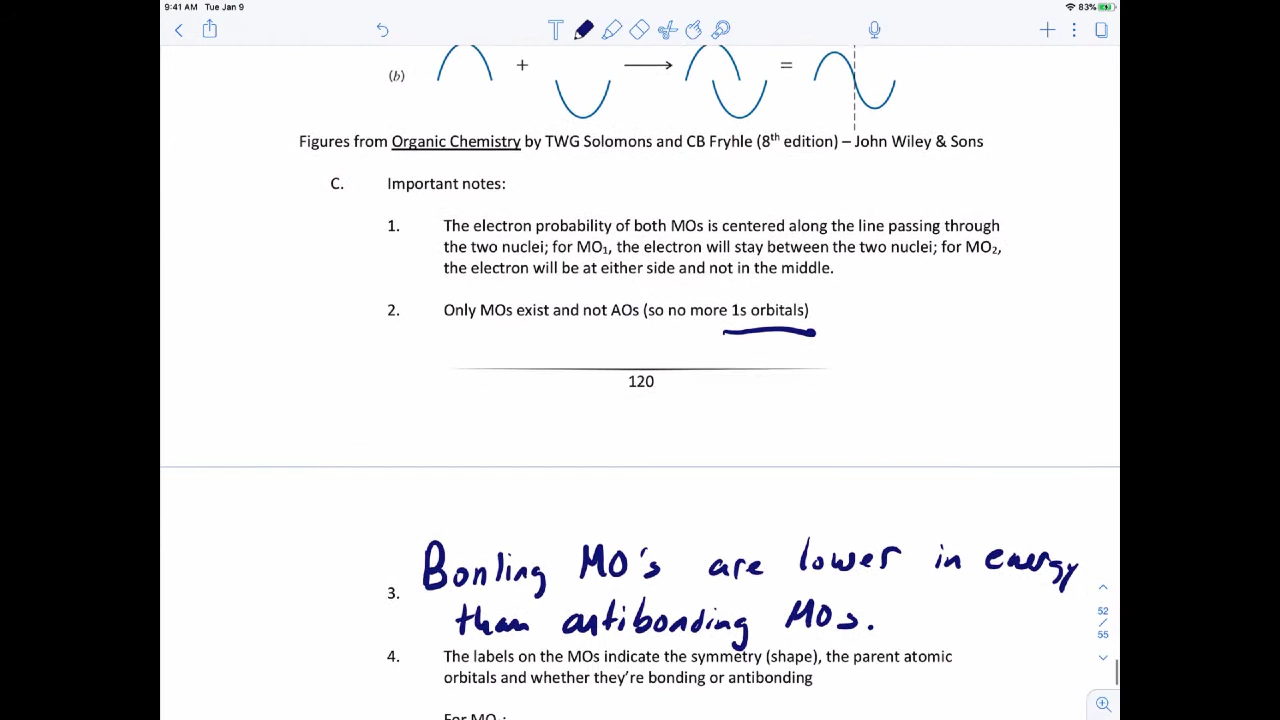 9:41 AM Tue Jan 9 83%
(b) + =
Figures from Organic Chemistry by TWG Solomons and CB Fryhle (8th edition) – John Wiley & Sons
C. Important notes:
1. The electron probability of both MOs is centered along the line passing through
the two nuclei; for MO₁, the electron will stay between the two nuclei; for MO₂,
the electron will be at either side and not in the middle.
2. Only MOs exist and not AOs (so no more 1s orbitals)
120
Bonding MO's are lower in energy
3.
than antibonding MOs.
52
/
55
4. The labels on the MOs indicate the symmetry (shape), the parent atomic
orbitals and whether they're bonding or antibonding